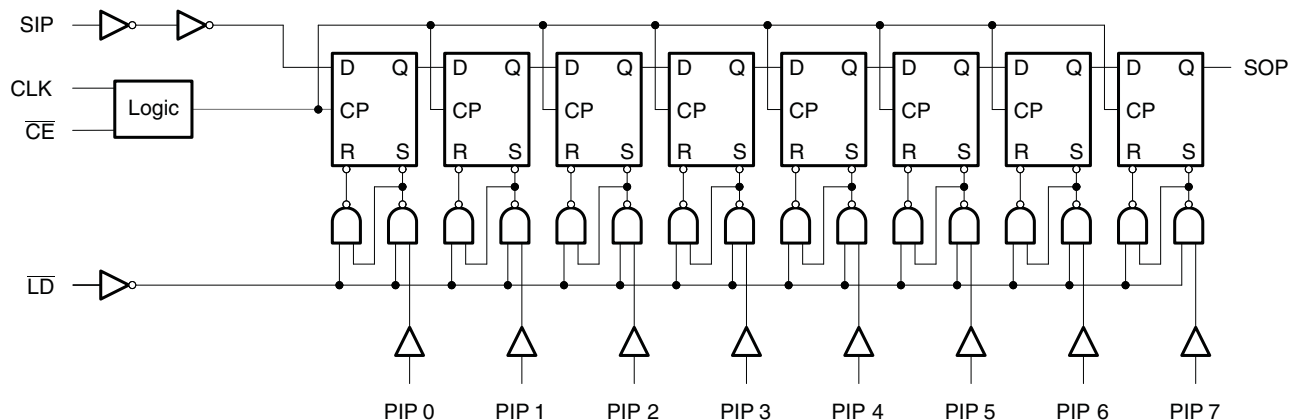 SIP
D Q D Q D Q D Q D Q D Q D Q D Q SOP
CLK
Logic
CP CP CP CP CP CP CP CP
CE
R S R S R S R S R S R S R S R S
LD
PIP 0 PIP 1 PIP 2 PIP 3 PIP 4 PIP 5 PIP 6 PIP 7